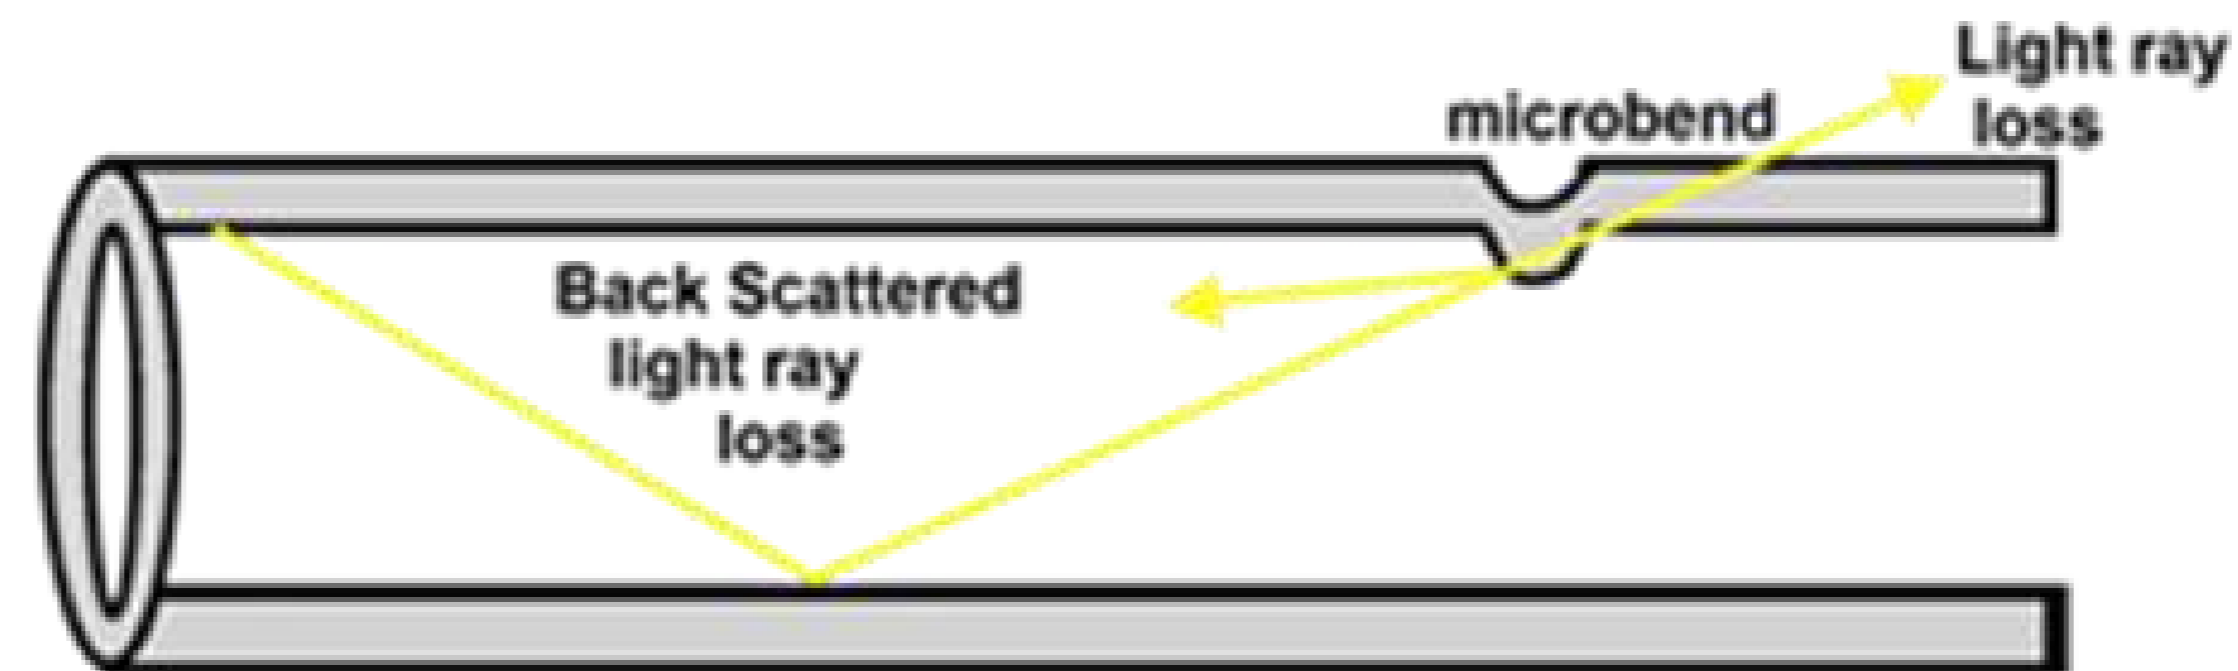 Light ray
loss
microbend
Back Scattered
light ray
loss